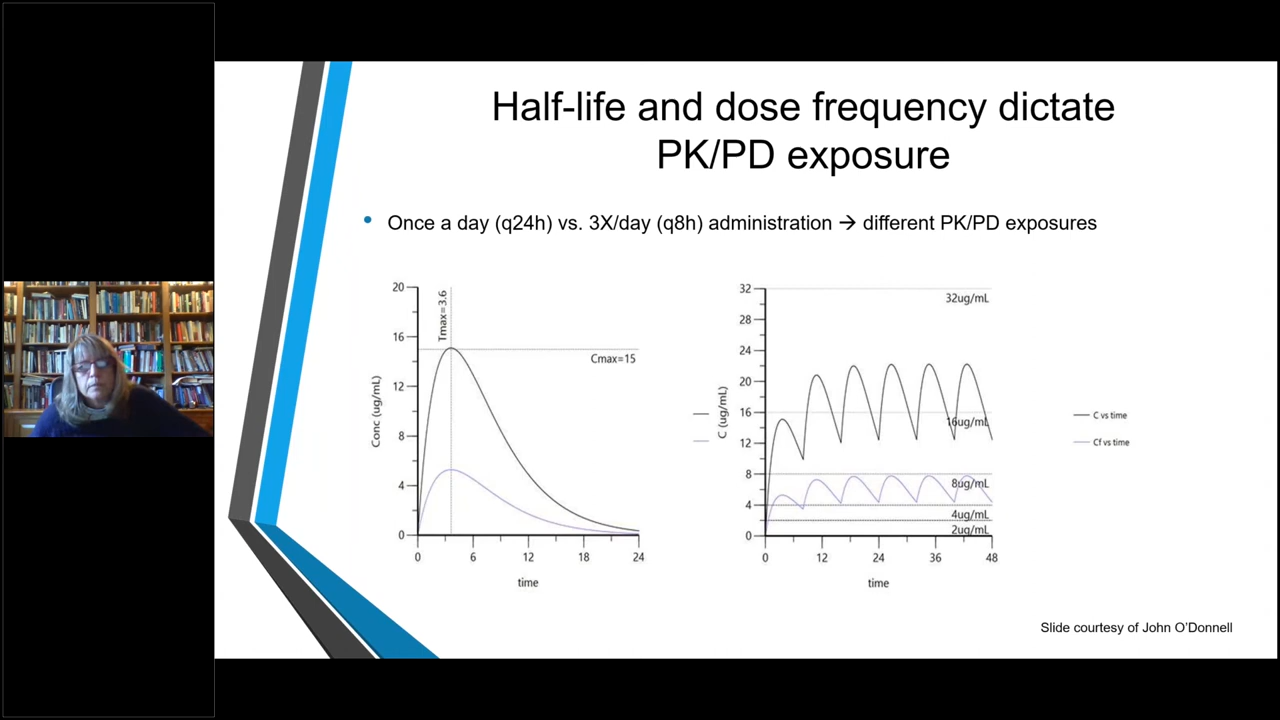 Half-life and dose frequency dictate
PK/PD exposure
• Once a day (q24h) vs. 3X/day (q8h) administration → different PK/PD exposures
20
16
12
8
4
0
Conc (ug/mL)
Tmax=3.6
Cmax=15
0 6 12 18 24
time
32
28
24
20
16
12
8
4
0
C (ug/mL)
32ug/mL
16ug/mL
8ug/mL
4ug/mL
2ug/mL
0 12 24 36 48
time
C vs time
Cf vs time
Slide courtesy of John O'Donnell